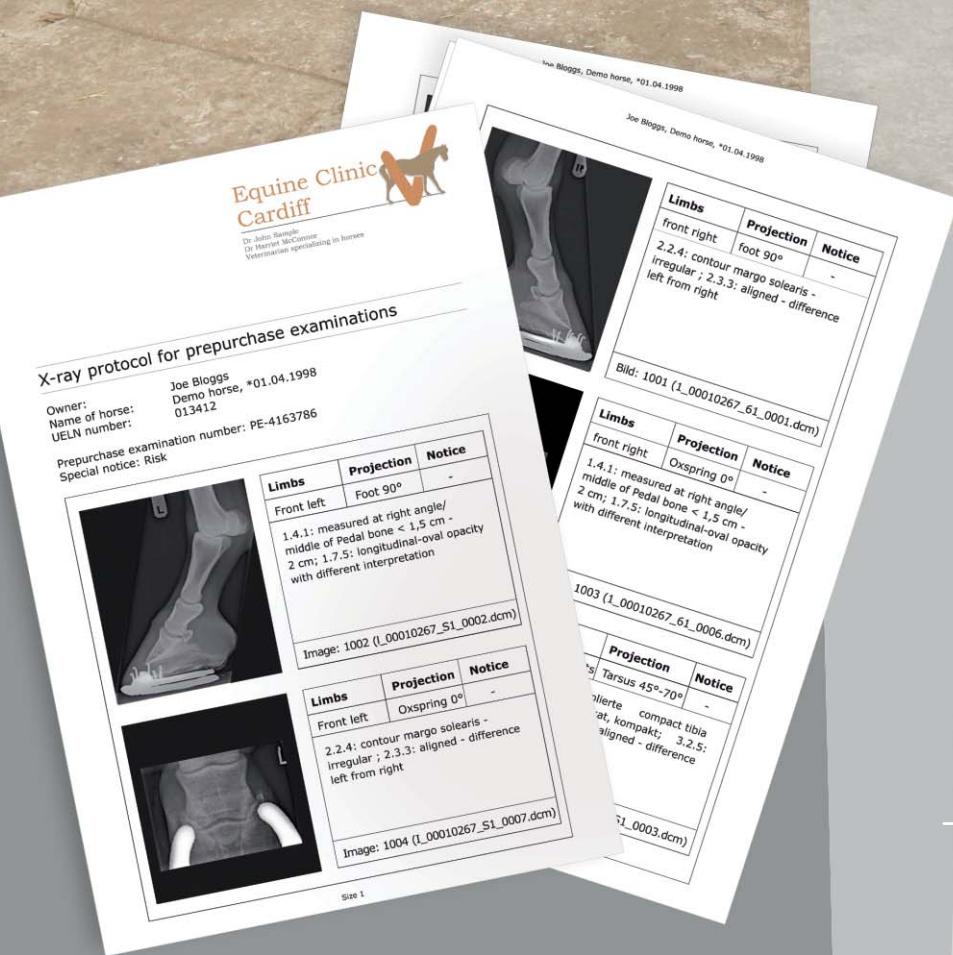 Equine Clinic
Cardiff
Dr John Sample
Dr Harriet McConnor
Veterinarian specializing in horses
X-ray protocol for prepurchase examinations
Owner: Joe Bloggs
Name of horse: Demo horse, *01.04.1998
UELN number: 013412
Prepurchase examination number: PE-4163786
Special notice: Risk
L
Limbs Projection Notice
Front left Foot 90° -
1.4.1: measured at right angle/
middle of Pedal bone < 1,5 cm -
2 cm; 1.7.5: longitudinal-oval opacity
with different interpretation
Image: 1002 (I_00010267_S1_0002.dcm)
L
Limbs Projection Notice
Front left Oxspring 0° -
2.2.4: contour margo solearis -
irregular ; 2.3.3: aligned - difference
left from right
Image: 1004 (I_00010267_S1_0007.dcm)
Size 1
Joe Bloggs, Demo horse, *01.04.1998
Joe Bloggs, Demo horse, *01.04.1998
Limbs Projection Notice
front right foot 90° -
2.2.4: contour margo solearis -
irregular ; 2.3.3: aligned - difference
left from right
Bild: 1001 (1_00010267_61_0001.dcm)
Limbs Projection Notice
front right Oxspring 0° -
1.4.1: measured at right angle/
middle of Pedal bone < 1,5 cm -
2 cm; 1.7.5: longitudinal-oval opacity
with different interpretation
1003 (1_00010267_61_0006.dcm)
Projection Notice
Tarsus 45°-70° -
compact tibia
kompakt; 3.2.5:
aligned - difference
_0003.dcm)